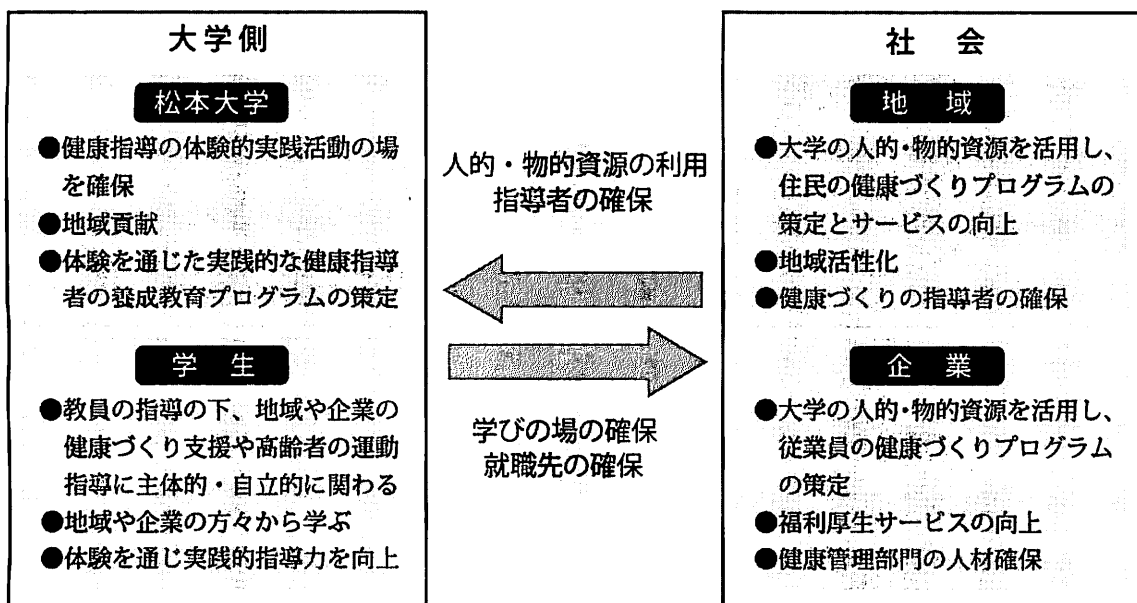 大学側
松本大学
●健康指導の体験的実践活動の場
を確保
●地域貢献
●体験を通じた実践的な健康指導
者の養成教育プログラムの策定
学 生
●教員の指導の下、地域や企業の
健康づくり支援や高齢者の運動
指導に主体的・自立的に関わる
●地域や企業の方々から学ぶ
●体験を通じ実践的指導力を向上
人的・物的資源の利用
指導者の確保
学びの場の確保
就職先の確保
社 会
地 域
●大学の人的・物的資源を活用し、
住民の健康づくりプログラムの
策定とサービスの向上
●地域活性化
●健康づくりの指導者の確保
企 業
●大学の人的・物的資源を活用し、
従業員の健康づくりプログラム
の策定
●福利厚生サービスの向上
●健康管理部門の人材確保